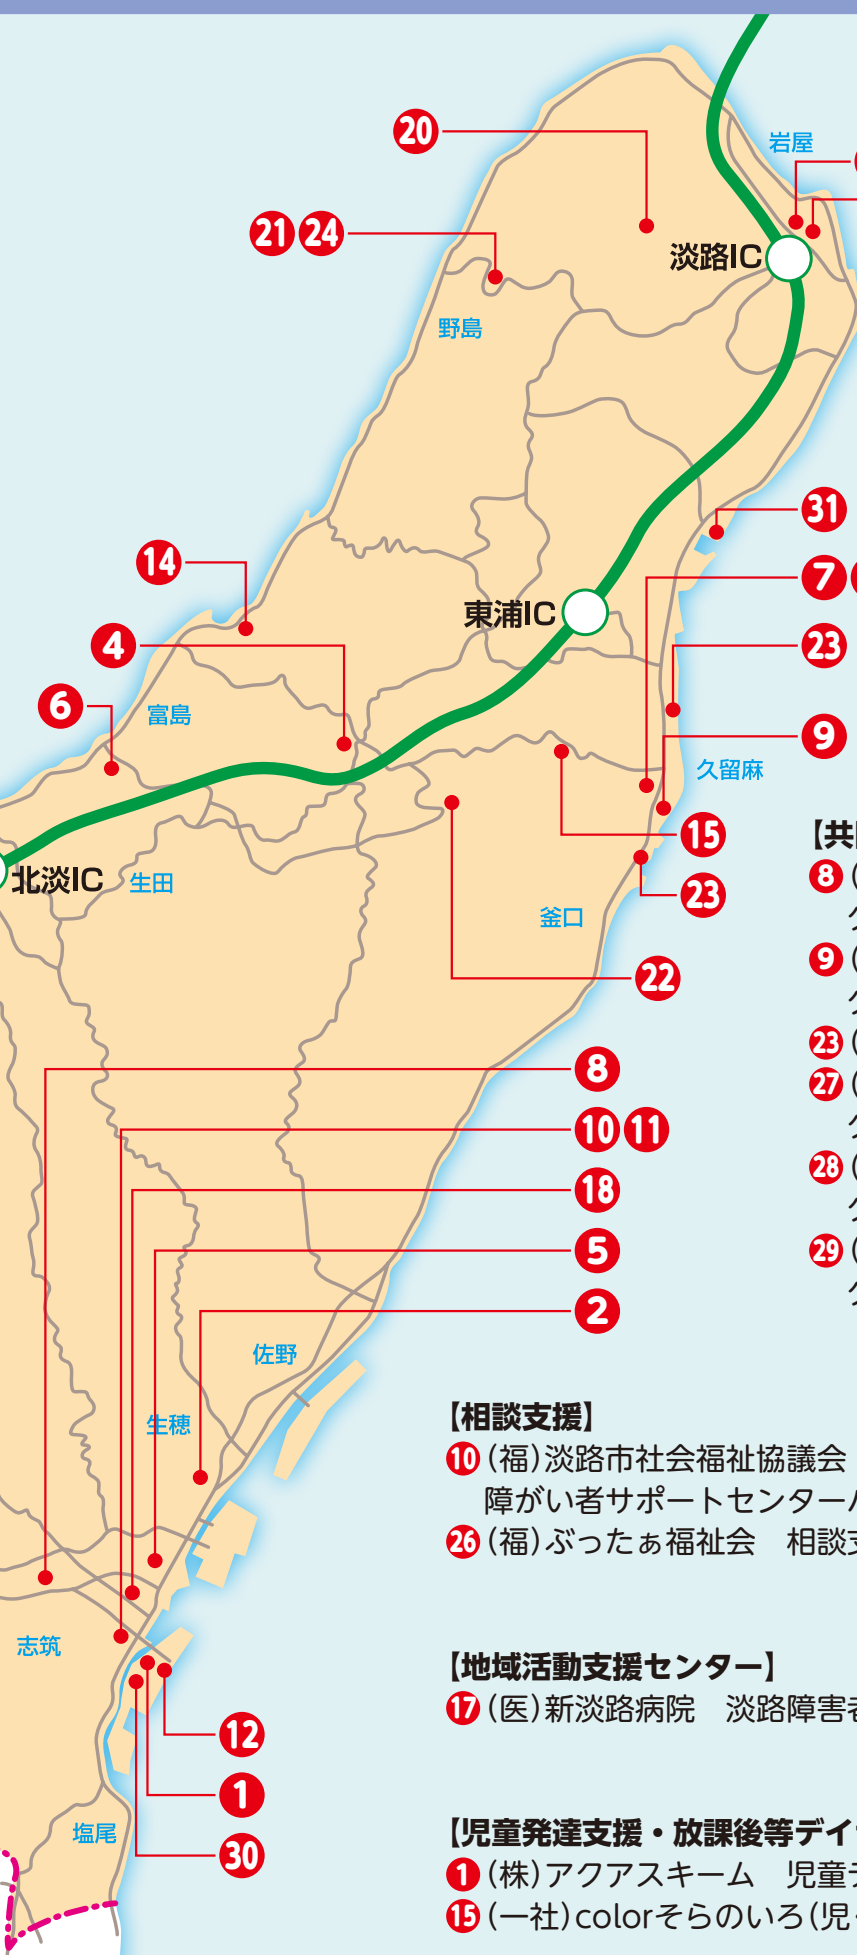 20
岩屋
21 24
淡路IC
野島
31
14
7
東浦IC
4
23
6
富島
9
久留麻
15
北淡IC
生田
23
釜口
22
8
10 11
18
5
2
佐野
生穂
志筑
12
1
塩尾
30
【共
8(
9(
23(
27(
28(
29(
【相談支援】
10(福)淡路市社会福祉協議会
障がい者サポートセンター
26(福)ぶったぁ福祉会 相談支
【地域活動支援センター】
17(医)新淡路病院 淡路障害者
【児童発達支援・放課後等デイ
1(株)アクアスキーム 児童デ
15(一社)colorそらのいろ(児・